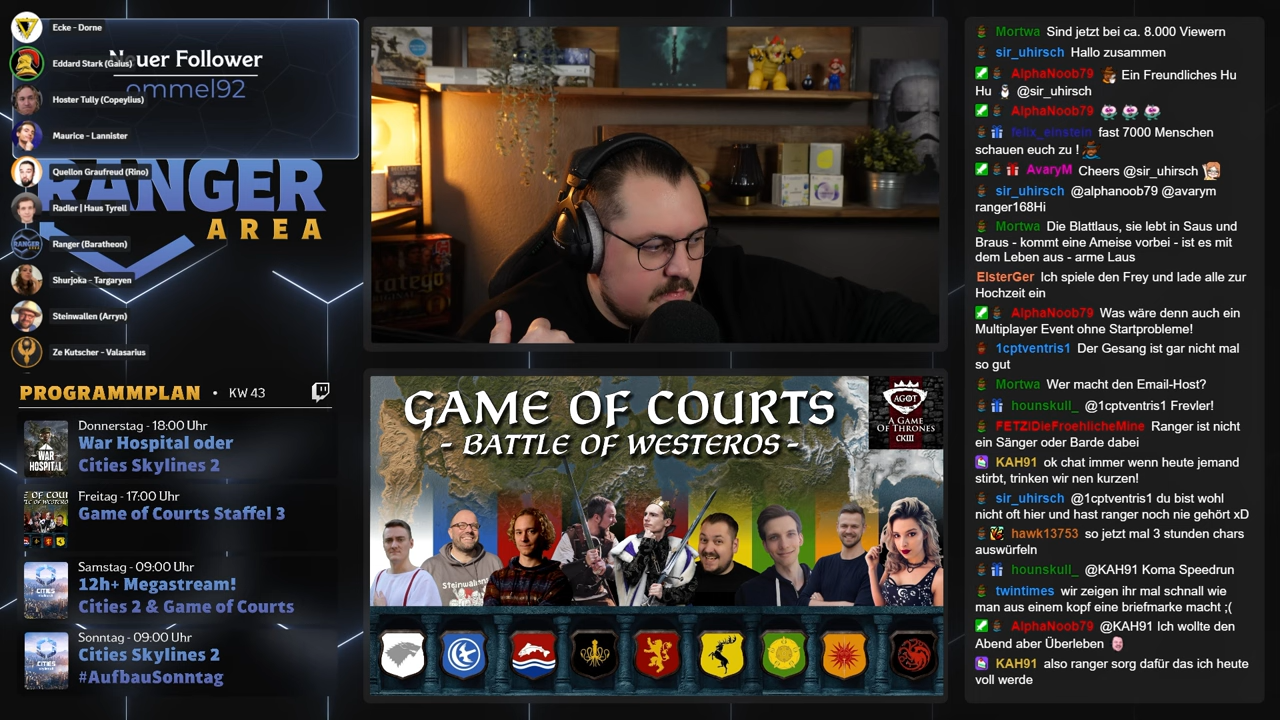 Ecke - Dorne
Eddard Stark (Gaius)
Hoster Tully (Copeylius)
Maurice - Lannister
Quellon Graufreud (Rino)
Radler | Haus Tyrell
Ranger (Baratheon)
Shurjoka - Targaryen
Steinwallen (Arryn)
Ze Kutscher - Valasarius
uer Follower
ommel92
RANGER
AREA
PROGRAMMPLAN • KW 43
WAR HOSPITAL
Donnerstag - 18:00 Uhr
War Hospital oder
Cities Skylines 2
Freitag - 17:00 Uhr
Game of Courts Staffel 3
Samstag - 09:00 Uhr
12h+ Megastream!
Cities 2 & Game of Courts
Sonntag - 09:00 Uhr
Cities Skylines 2
#AufbauSonntag
GAME OF COURTS
- BATTLE OF WESTEROS -
AGOT
A GAME
OF THRONES
CKIII
Mortwa Sind jetzt bei ca. 8.000 Viewern
sir_uhirsch Hallo zusammen
AlphaNoob79 Ein Freundliches Hu
Hu @sir_uhirsch
AlphaNoob79
felix_einstein fast 7000 Menschen
schauen euch zu !
AvaryM Cheers @sir_uhirsch
sir_uhirsch @alphanoob79 @avarym
ranger168Hi
Mortwa Die Blattlaus, sie lebt in Saus und
Braus - kommt eine Ameise vorbei - ist es mit
dem Leben aus - arme Laus
ElsterGer Ich spiele den Frey und lade alle zur
Hochzeit ein
AlphaNoob79 Was wäre denn auch ein
Multiplayer Event ohne Startprobleme!
1cptventris1 Der Gesang ist gar nicht mal
so gut
Mortwa Wer macht den Email-Host?
hounskull_ @1cptventris1 Frevler!
FETZiDieFroehlicheMine Ranger ist nicht
ein Sänger oder Barde dabei
KAH91 ok chat immer wenn heute jemand
stirbt, trinken wir nen kurzen!
sir_uhirsch @1cptventris1 du bist wohl
nicht oft hier und hast ranger noch nie gehört xD
hawk13753 so jetzt mal 3 stunden chars
auswürfeln
hounskull_ @KAH91 Koma Speedrun
twintimes wir zeigen ihr mal schnell wie
man aus einem kopf eine briefmarke macht ;(
AlphaNoob79 @KAH91 Ich wollte den
Abend aber Überleben
KAH91 also ranger sorg dafür das ich heute
voll werde